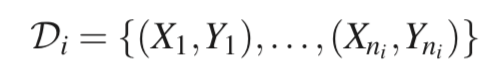 𝒟ᵢ = {(X₁,Y₁),...,(Xₙᵢ,Yₙᵢ)}